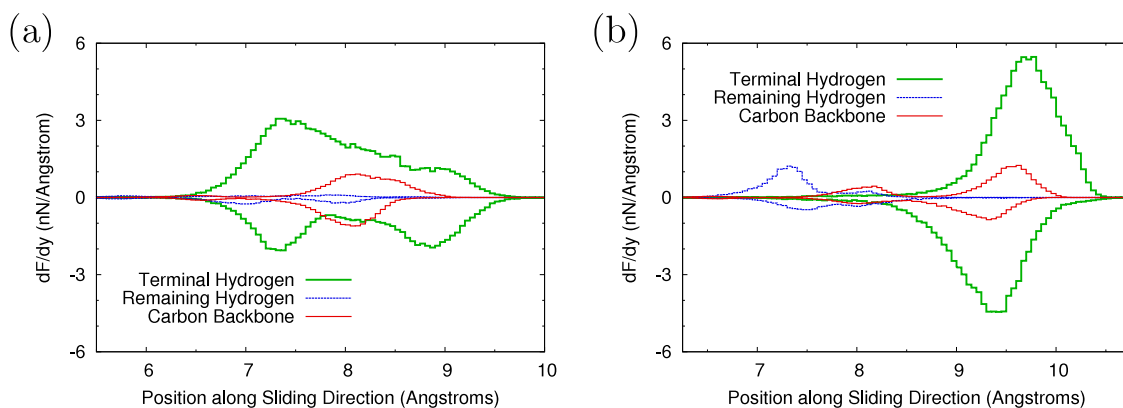 (a)
6
3
0
-3
-6
dF/dy (nN/Angstrom)
Terminal Hydrogen
Remaining Hydrogen
Carbon Backbone
6 7 8 9 10
Position along Sliding Direction (Angstroms)
(b)
6
3
0
-3
-6
dF/dy (nN/Angstrom)
Terminal Hydrogen
Remaining Hydrogen
Carbon Backbone
7 8 9 10
Position along Sliding Direction (Angstroms)